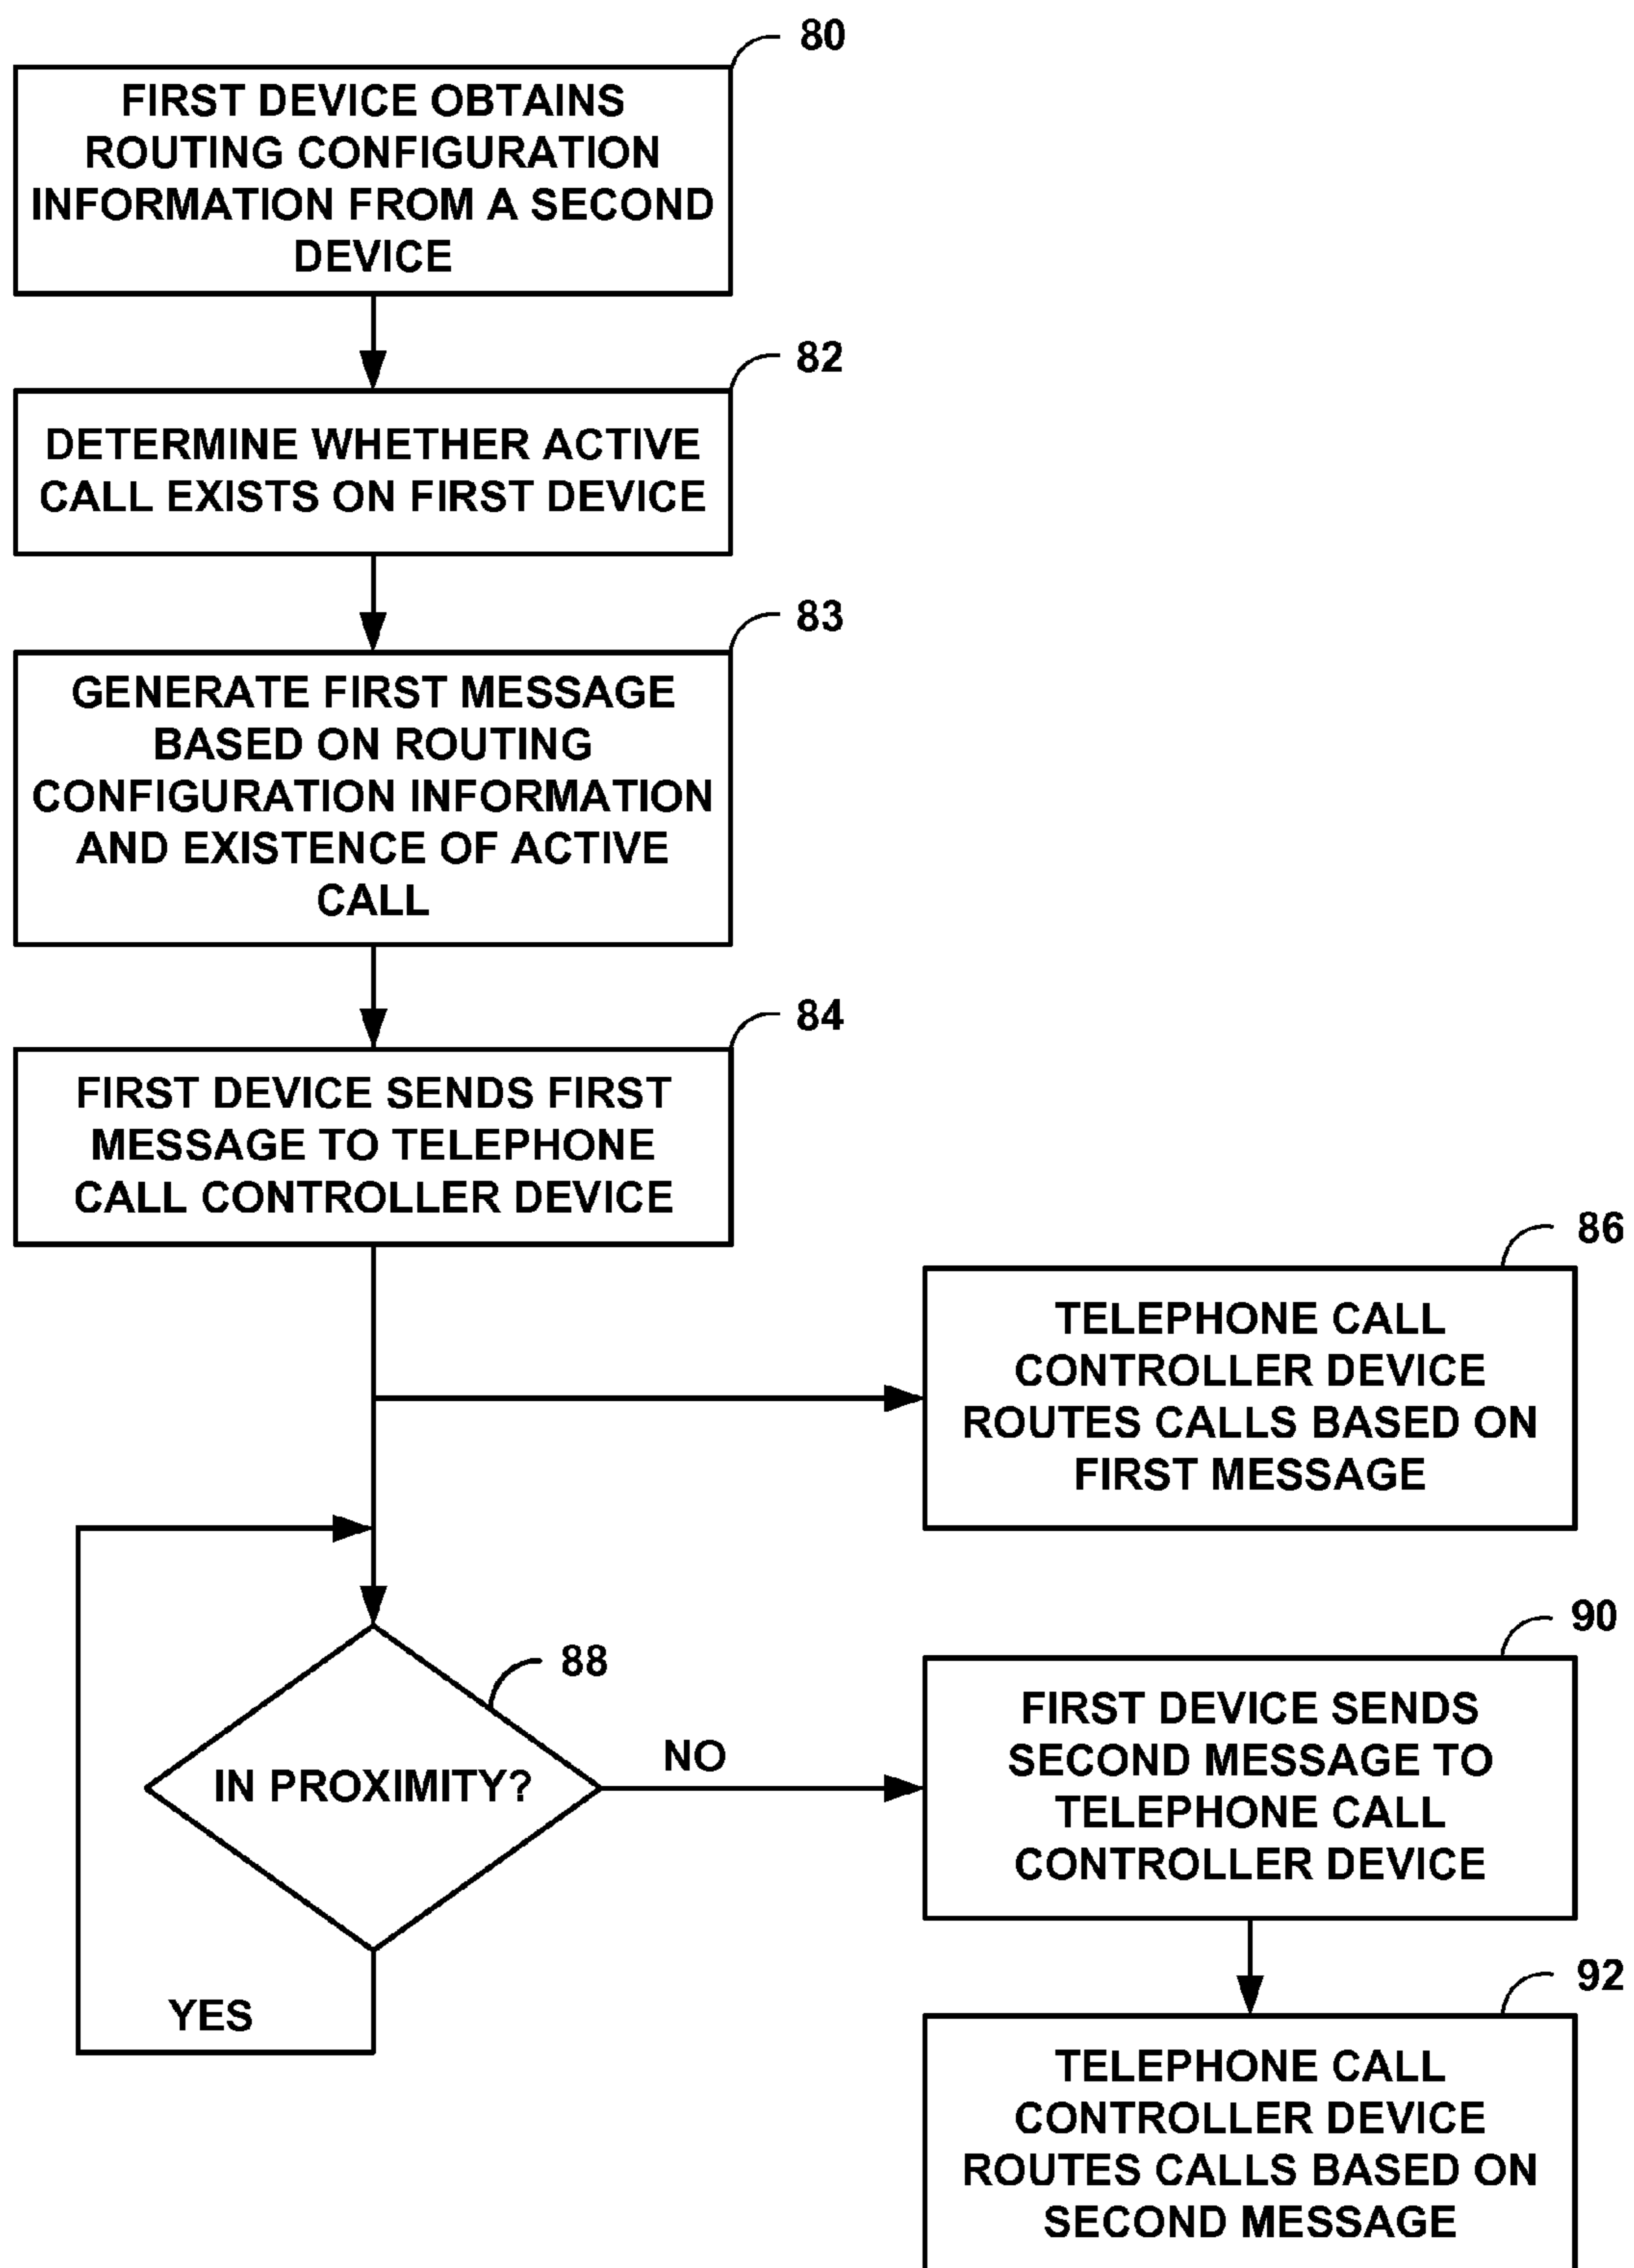 80
FIRST DEVICE OBTAINS
ROUTING CONFIGURATION
INFORMATION FROM A SECOND
DEVICE
82
DETERMINE WHETHER ACTIVE
CALL EXISTS ON FIRST DEVICE
83
GENERATE FIRST MESSAGE
BASED ON ROUTING
CONFIGURATION INFORMATION
AND EXISTENCE OF ACTIVE
CALL
84
FIRST DEVICE SENDS FIRST
MESSAGE TO TELEPHONE
CALL CONTROLLER DEVICE
86
TELEPHONE CALL
CONTROLLER DEVICE
ROUTES CALLS BASED ON
FIRST MESSAGE
88
IN PROXIMITY?
NO
YES
90
FIRST DEVICE SENDS
SECOND MESSAGE TO
TELEPHONE CALL
CONTROLLER DEVICE
92
TELEPHONE CALL
CONTROLLER DEVICE
ROUTES CALLS BASED ON
SECOND MESSAGE